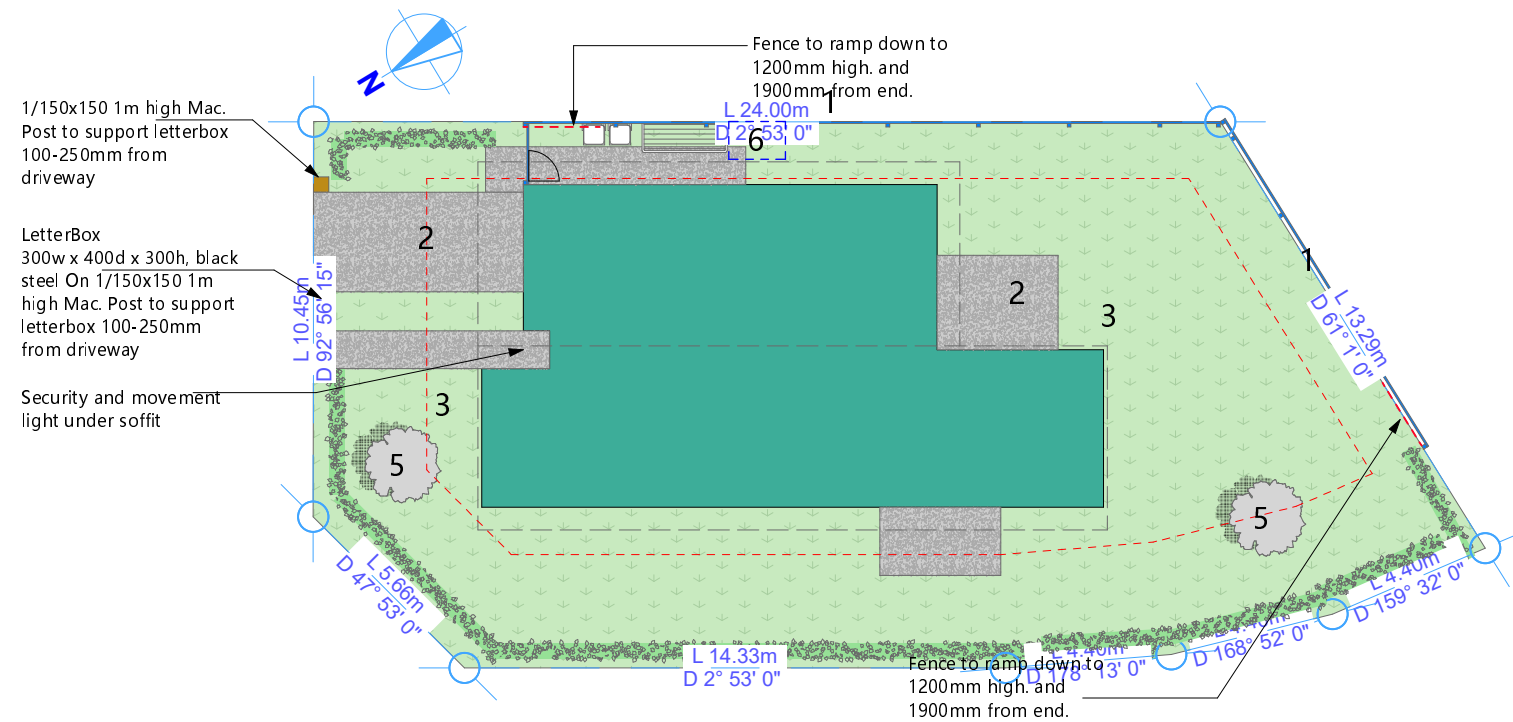 N
Fence to ramp down to
1200mm high. and
1900mm from end.
1
L 24.00m
D 2° 53' 0"
6
1/150x150 1m high Mac.
Post to support letterbox
100-250mm from
driveway
2
LetterBox
300w x 400d x 300h, black
steel On 1/150x150 1m
high Mac. Post to support
letterbox 100-250mm
from driveway
L 10.45m
D 92° 56' 15"
1
2
3
L 13.29m
D 61° 1' 0"
Security and movement
light under soffit
3
5
5
L 5.66m
D 47° 53' 0"
L 14.33m
D 2° 53' 0"
L 4.40m
D 178° 13' 0"
D 168° 52' 0"
L 4.40m
D 159° 32' 0"
Fence to ramp down to
1200mm high. and
1900mm from end.